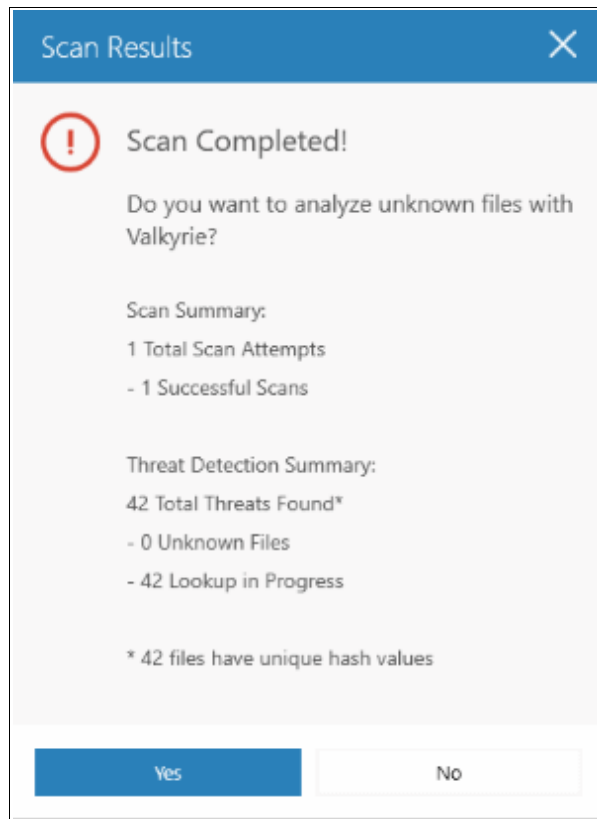 Scan Results
Scan Completed!
Do you want to analyze unknown files with
Valkyrie?
Scan Summary:
1 Total Scan Attempts
- 1 Successful Scans
Threat Detection Summary:
42 Total Threats Found*
- 0 Unknown Files
- 42 Lookup in Progress
* 42 files have unique hash values
Yes
No